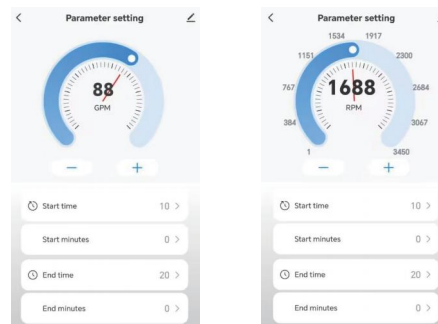 Parameter setting
88
GPM
Start time 10
Start minutes 0
End time 20
End minutes 0
Parameter setting
1534 1917
1151 2300
767 2684
384 3067
1 3450
1688
RPM
Start time 10
Start minutes 0
End time 20
End minutes 0